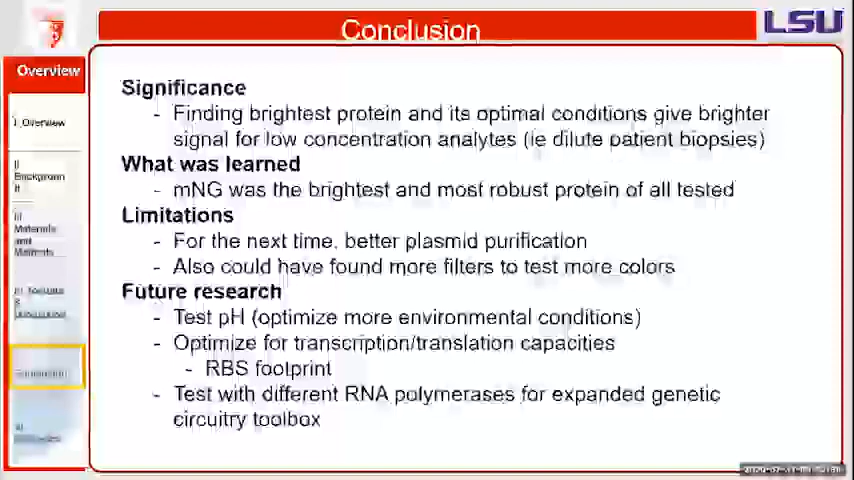 Conclusion
LSU
Overview
I Overview
II
Background
III
Materials
and
Methods
Significance
- Finding brightest protein and its optimal conditions give brighter
signal for low concentration analytes (ie dilute patient biopsies)
What was learned
- mNG was the brightest and most robust protein of all tested
Limitations
- For the next time, better plasmid purification
- Also could have found more filters to test more colors
Future research
- Test pH (optimize more environmental conditions)
- Optimize for transcription/translation capacities
- RBS footprint
- Test with different RNA polymerases for expanded genetic
circuitry toolbox